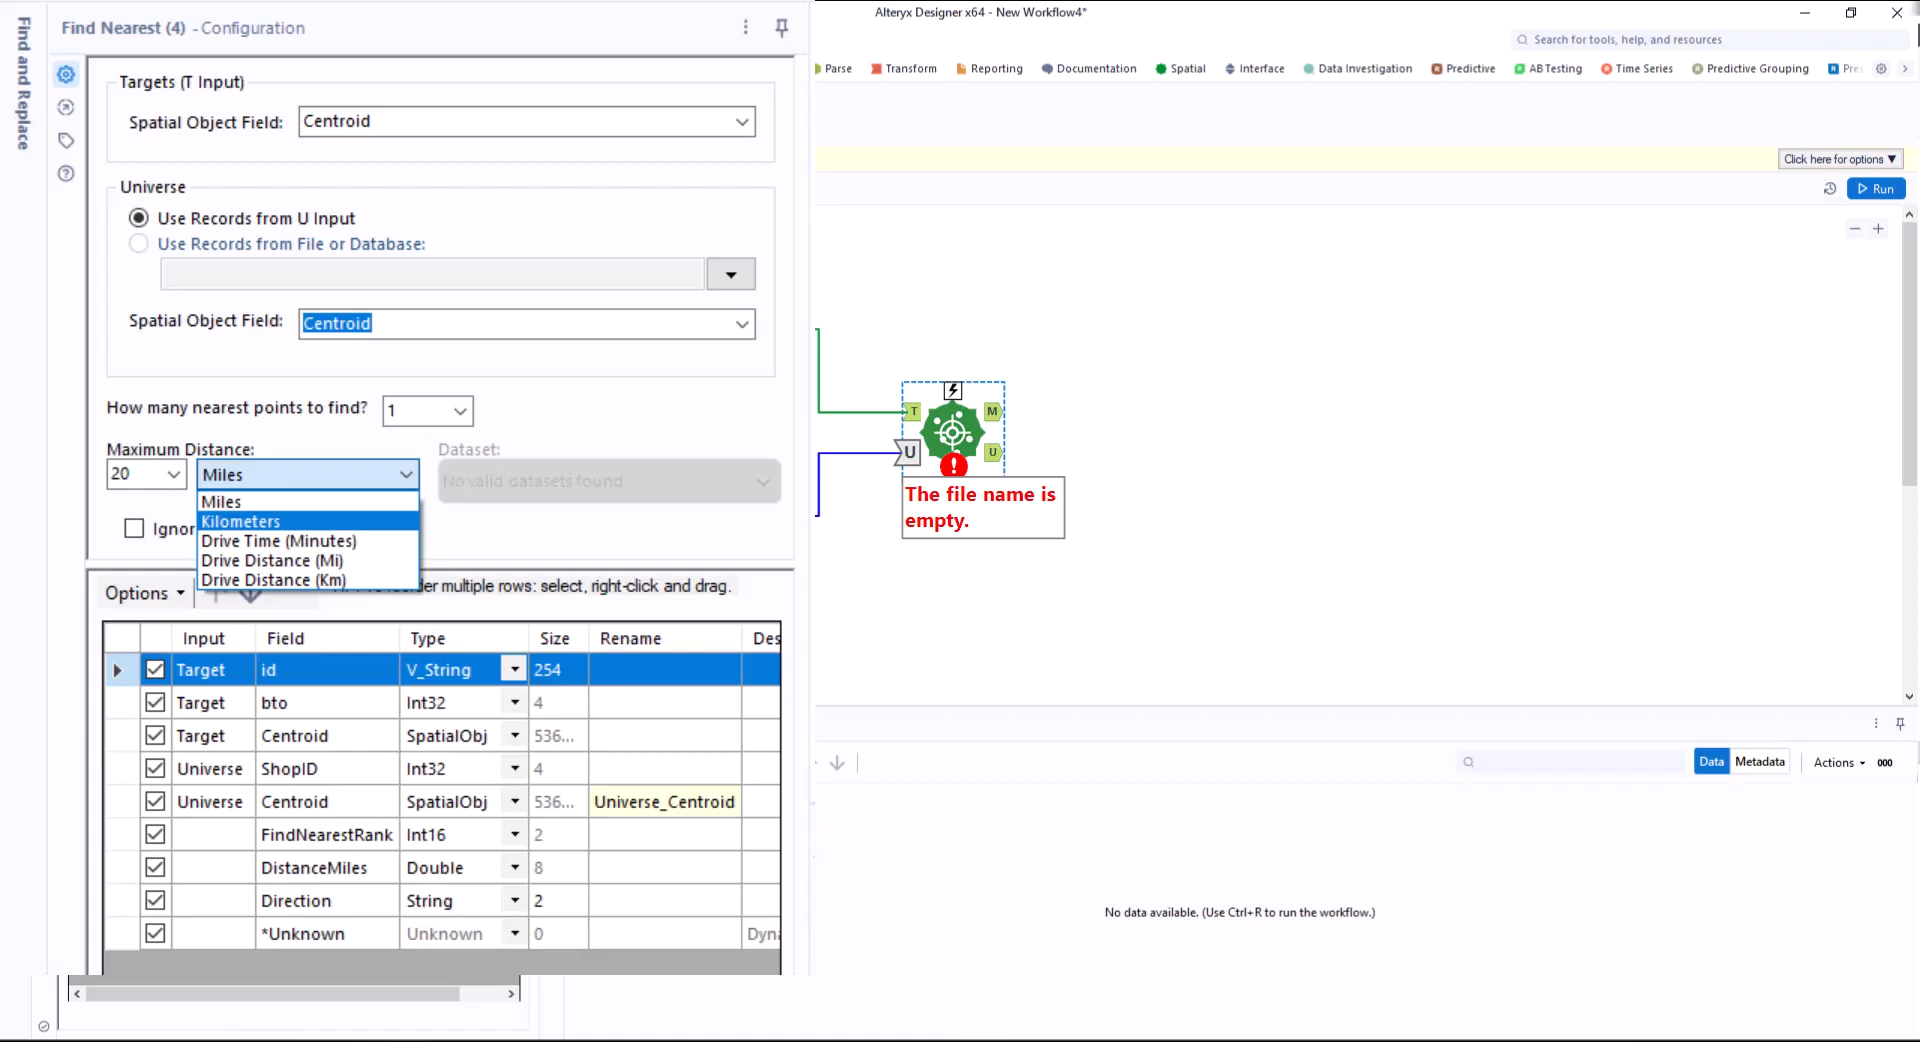 Find and Replace
Find Nearest (4) - Configuration
Targets (T Input)
Spatial Object Field: Centroid
Universe
Use Records from U Input
Use Records from File or Database:
Spatial Object Field: Centroid
How many nearest points to find? 1
Maximum Distance: Dataset:
20 Miles No valid datasets found
Miles
Kilometers
Drive Time (Minutes)
Drive Distance (Mi)
Drive Distance (Km)
Ignor
Options multiple rows: select, right-click and drag.
Input Field Type Size Rename Des
Target id V_String 254
Target bto Int32 4
Target Centroid SpatialObj 536...
Universe ShopID Int32 4
Universe Centroid SpatialObj 536... Universe_Centroid
FindNearestRank Int16 2
DistanceMiles Double 8
Direction String 2
*Unknown Unknown 0 Dyna
Alteryx Designer x64 - New Workflow4*
Search for tools, help, and resources
Parse Transform Reporting Documentation Spatial Interface Data Investigation Predictive AB Testing Time Series Predictive Grouping Pres
Click here for options ▼
Run
T M
U U
The file name is
empty.
Data Metadata Actions 000
No data available. (Use Ctrl+R to run the workflow.)